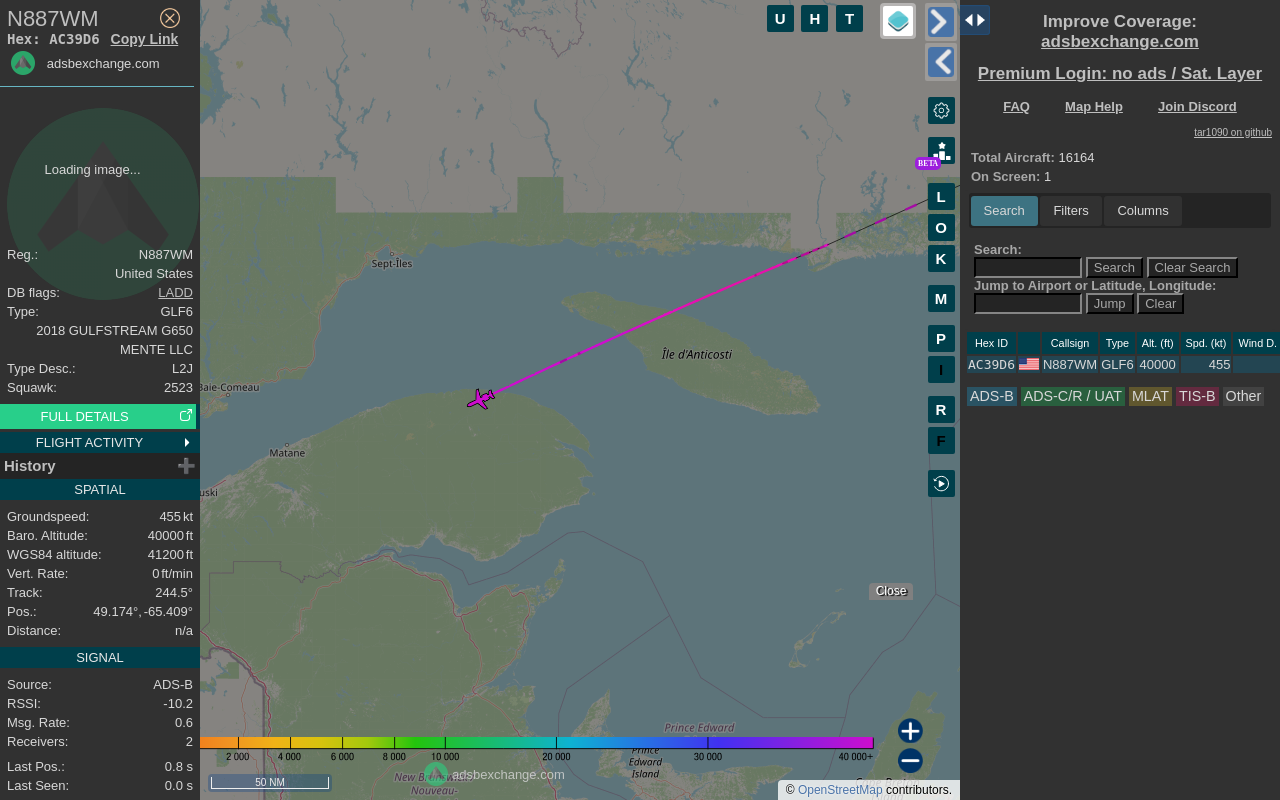 N887WM
Hex: AC39D6 Copy Link
adsbexchange.com
Loading image...
Reg.: N887WM
United States
DB flags: LADD
Type: GLF6
2018 GULFSTREAM G650
MENTE LLC
Type Desc.: L2J
Squawk: 2523
FULL DETAILS
FLIGHT ACTIVITY
History
SPATIAL
Groundspeed: 455 kt
Baro. Altitude: 40000 ft
WGS84 altitude: 41200 ft
Vert. Rate: 0 ft/min
Track: 244.5°
Pos.: 49.174°, -65.409°
Distance: n/a
SIGNAL
Source: ADS-B
RSSI: -10.2
Msg. Rate: 0.6
Receivers: 2
Last Pos.: 0.8 s
Last Seen: 0.0 s
U H T
BETA
L
O
K
M
P
I
R
F
Sept-Îles
Île d'Anticosti
Baie-Comeau
Matane
uski
Close
Prince Edward
Prince
Edward
Island
2 000 4 000 6 000 8 000 10 000 20 000 30 000 40 000+
adsbexchange.com
Nouveau-
50 NM
© OpenStreetMap contributors.
Improve Coverage:
adsbexchange.com
Premium Login: no ads / Sat. Layer
FAQ Map Help Join Discord
tar1090 on github
Total Aircraft: 16164
On Screen: 1
Search Filters Columns
Search:
Search Clear Search
Jump to Airport or Latitude, Longitude:
Jump Clear
Hex ID Callsign Type Alt. (ft) Spd. (kt) Wind D.
AC39D6 N887WM GLF6 40000 455
ADS-B ADS-C/R / UAT MLAT TIS-B Other